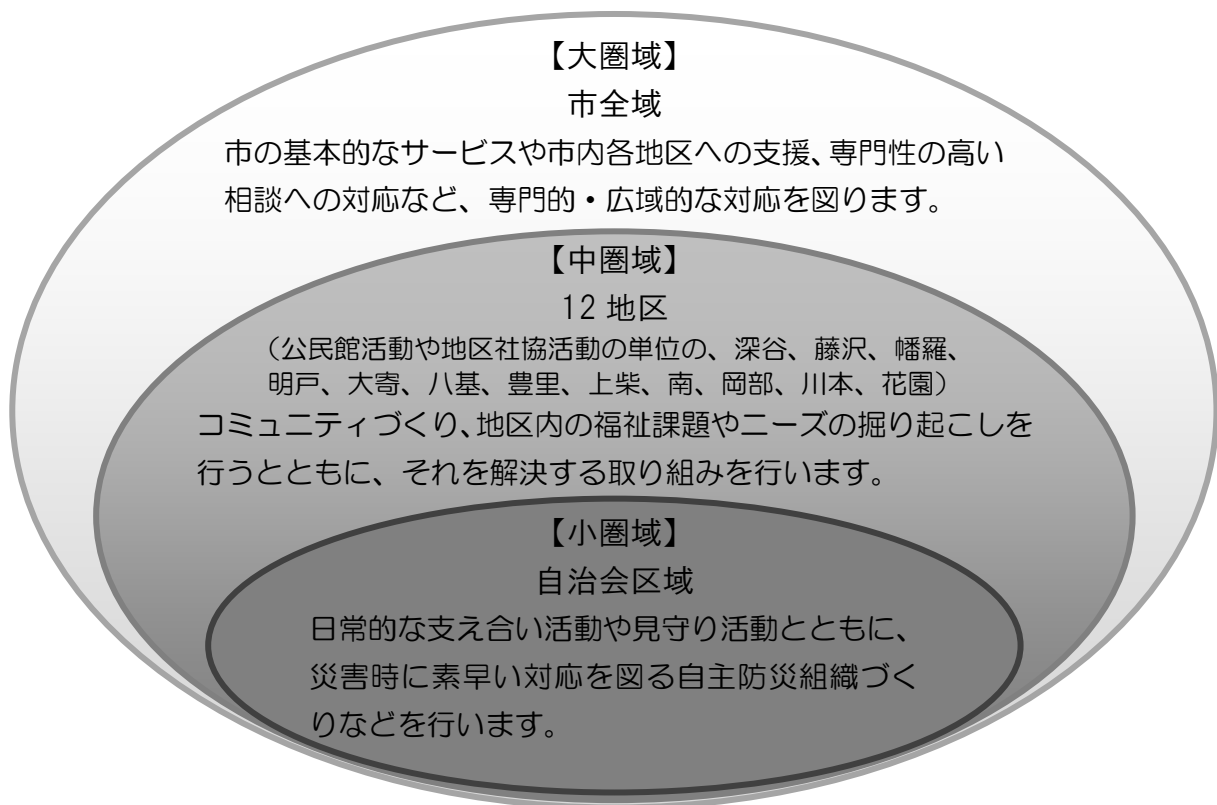 【大圏域】
市全域
市の基本的なサービスや市内各地区への支援、専門性の高い
相談への対応など、専門的・広域的な対応を図ります。
【中圏域】
12 地区
（公民館活動や地区社協活動の単位の、深谷、藤沢、幡羅、
明戸、大寄、八基、豊里、上柴、南、岡部、川本、花園）
コミュニティづくり、地区内の福祉課題やニーズの掘り起こしを
行うとともに、それを解決する取り組みを行います。
【小圏域】
自治会区域
日常的な支え合い活動や見守り活動とともに、
災害時に素早い対応を図る自主防災組織づく
りなどを行います。